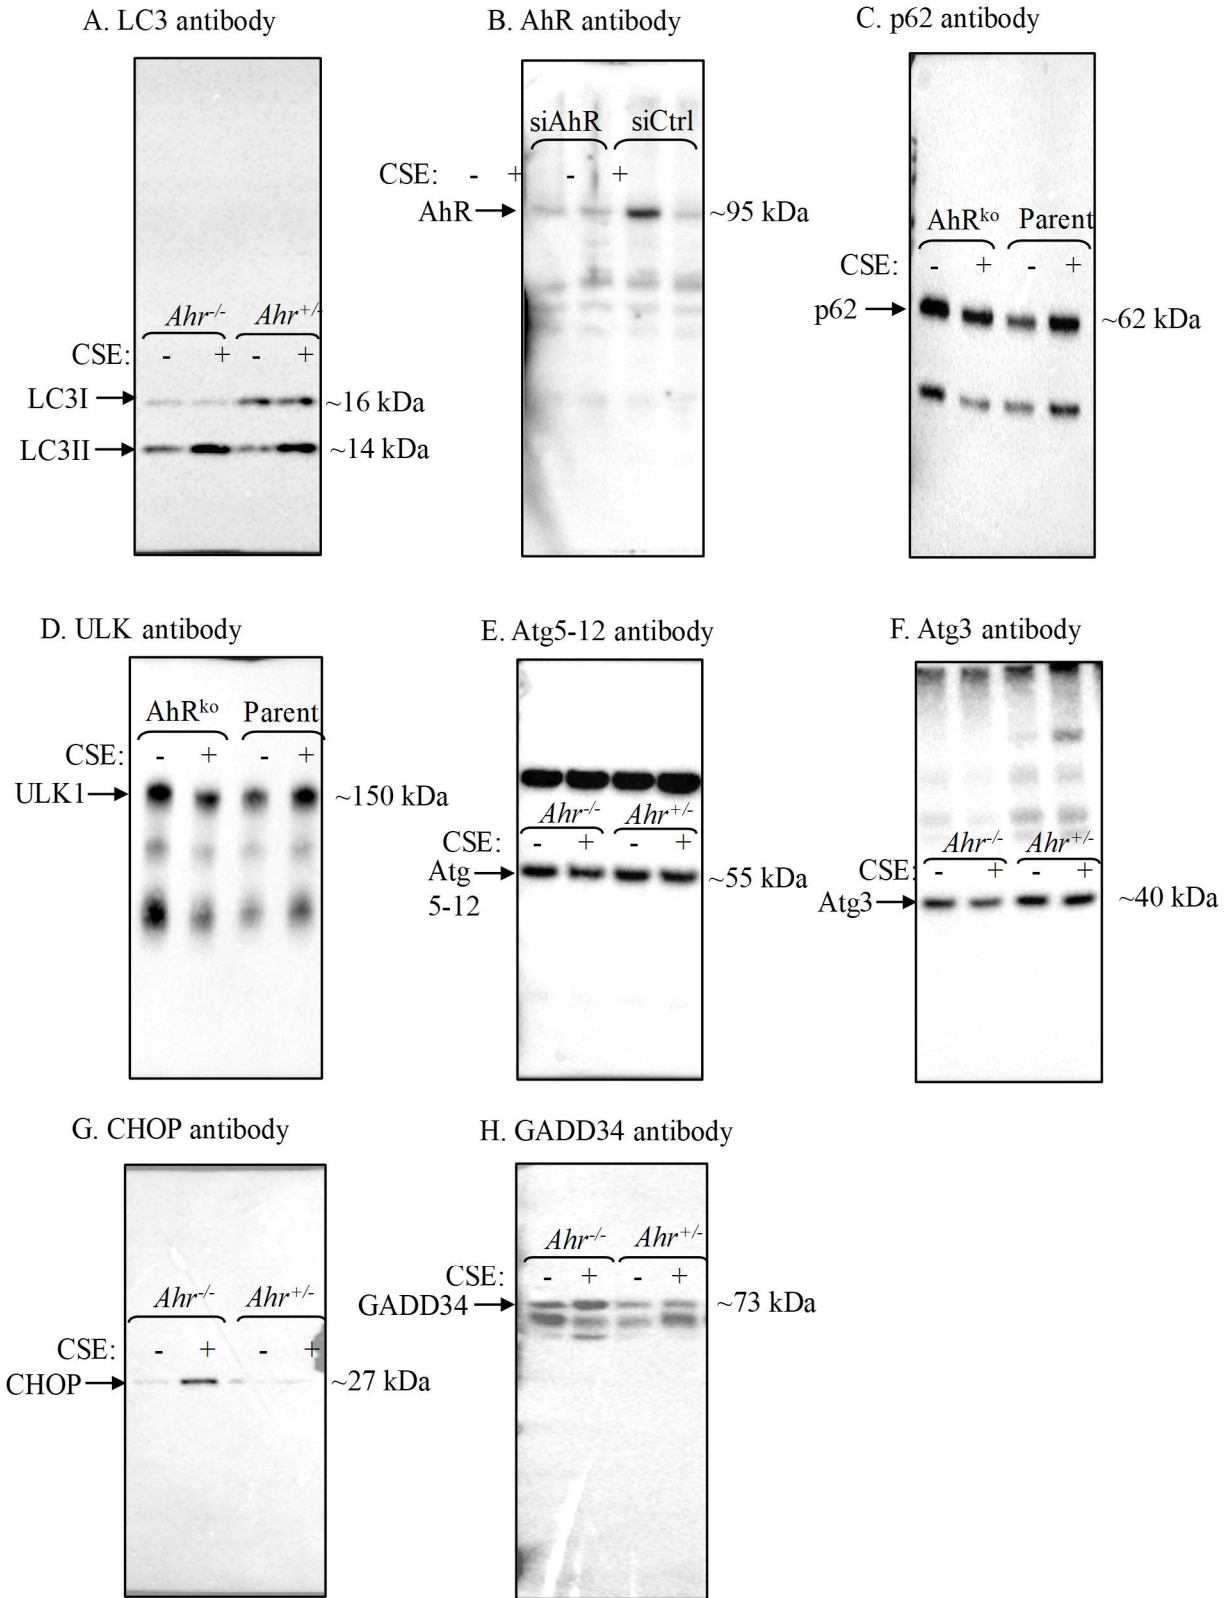 A. LC3 antibody
B. AhR antibody
C. p62 antibody
Ahr-/- Ahr+/-
CSE: - + - +
LC3I ~16 kDa
LC3II ~14 kDa
siAhR siCtrl
CSE: - + - +
AhR ~95 kDa
AhRko Parent
CSE: - + - +
p62 ~62 kDa
D. ULK antibody
E. Atg5-12 antibody
F. Atg3 antibody
AhRko Parent
CSE: - + - +
ULK1 ~150 kDa
Ahr-/- Ahr+/-
CSE: - + - +
Atg
5-12
~55 kDa
Ahr-/- Ahr+/-
CSE: - + - +
Atg3 ~40 kDa
G. CHOP antibody
H. GADD34 antibody
Ahr-/- Ahr+/-
CSE: - + - +
CHOP ~27 kDa
Ahr-/- Ahr+/-
CSE: - + - +
GADD34 ~73 kDa